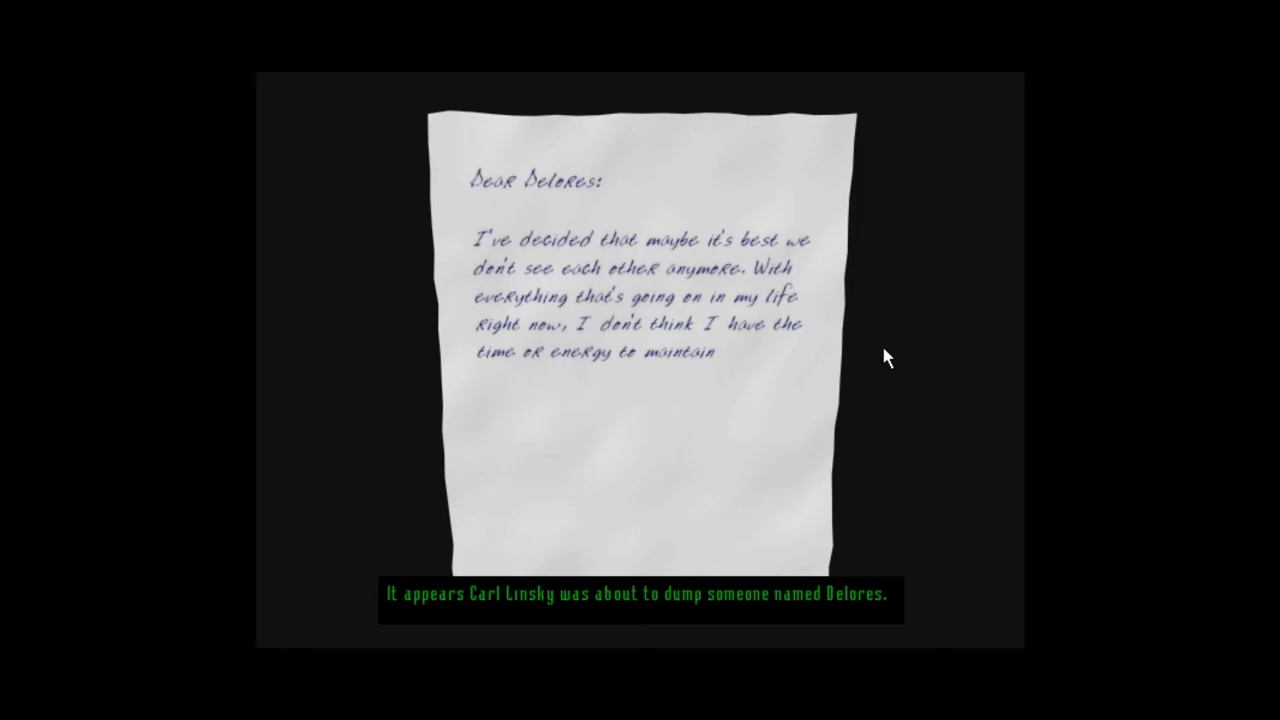 Dear Delores:
I've decided that maybe it's best we
don't see each other anymore. With
everything that's going on in my life
right now, I don't think I have the
time or energy to maintain
It appears Carl Linsky was about to dump someone named Delores.